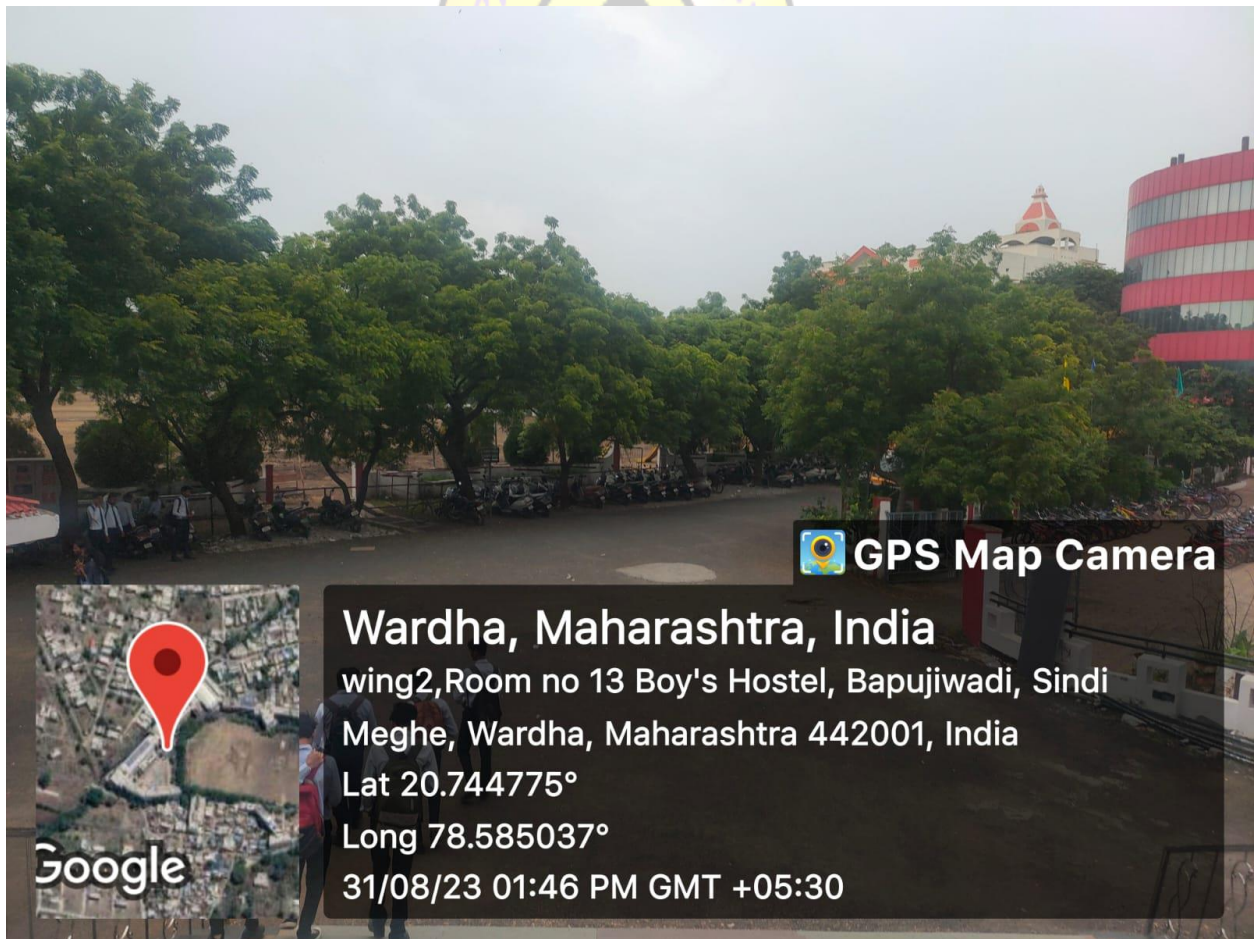 GPS Map Camera
Wardha, Maharashtra, India
wing2,Room no 13 Boy's Hostel, Bapujiwadi, Sindi
Meghe, Wardha, Maharashtra 442001, India
Lat 20.744775°
Long 78.585037°
31/08/23 01:46 PM GMT +05:30
Google